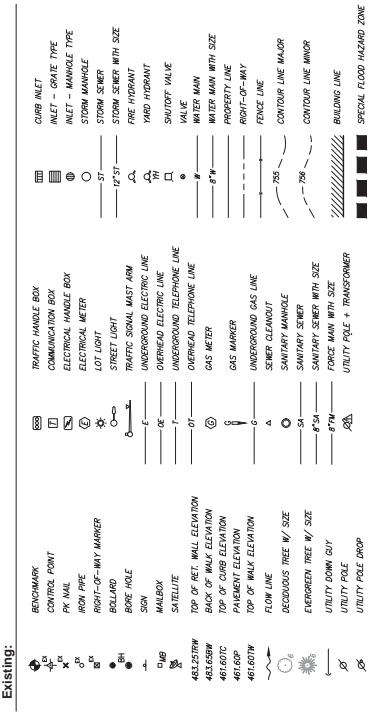 Existing:
BENCHMARK
EX CONTROL POINT
EX PK NAIL
EX IRON PIPE
EX RIGHT-OF-WAY MARKER
BOLLARD
BH BORE HOLE
SIGN
MB MAILBOX
SATELITE
483.25TRW TOP OF RET. WALL ELEVATION
483.65BW BACK OF WALK ELEVATION
461.60TC TOP OF CURB ELEVATION
461.60P PAVEMENT ELEVATION
461.60TW TOP OF WALK ELEVATION
FLOW LINE
6 DECIDUOUS TREE W/ SIZE
6 EVERGREEN TREE W/ SIZE
UTILITY DOWN GUY
UTILITY POLE
UTILITY POLE DROP
TRAFFIC HANDLE BOX
T COMMUNICATION BOX
ELECTRICAL HANDLE BOX
E ELECTRICAL METER
LOT LIGHT
STREET LIGHT
TRAFFIC SIGNAL MAST ARM
E UNDERGROUND ELECTRIC LINE
OE OVERHEAD ELECTRIC LINE
T UNDERGROUND TELEPHONE LINE
OT OVERHEAD TELEPHONE LINE
G GAS METER
G GAS MARKER
G UNDERGROUND GAS LINE
SEWER CLEANOUT
SANITARY MANHOLE
SA SANITARY SEWER
8"SA SANITARY SEWER WITH SIZE
8"FM FORCE MAIN WITH SIZE
UTILITY POLE + TRANSFORMER
CURB INLET
INLET - GRATE TYPE
INLET - MANHOLE TYPE
STORM MANHOLE
ST STORM SEWER
12"ST STORM SEWER WITH SIZE
FIRE HYDRANT
YH YARD HYDRANT
SHUTOFF VALVE
VALVE
W WATER MAIN
8"W WATER MAIN WITH SIZE
PROPERTY LINE
RIGHT-OF-WAY
FENCE LINE
755 CONTOUR LINE MAJOR
756 CONTOUR LINE MINOR
BUILDING LINE
SPECIAL FLOOD HAZARD ZONE